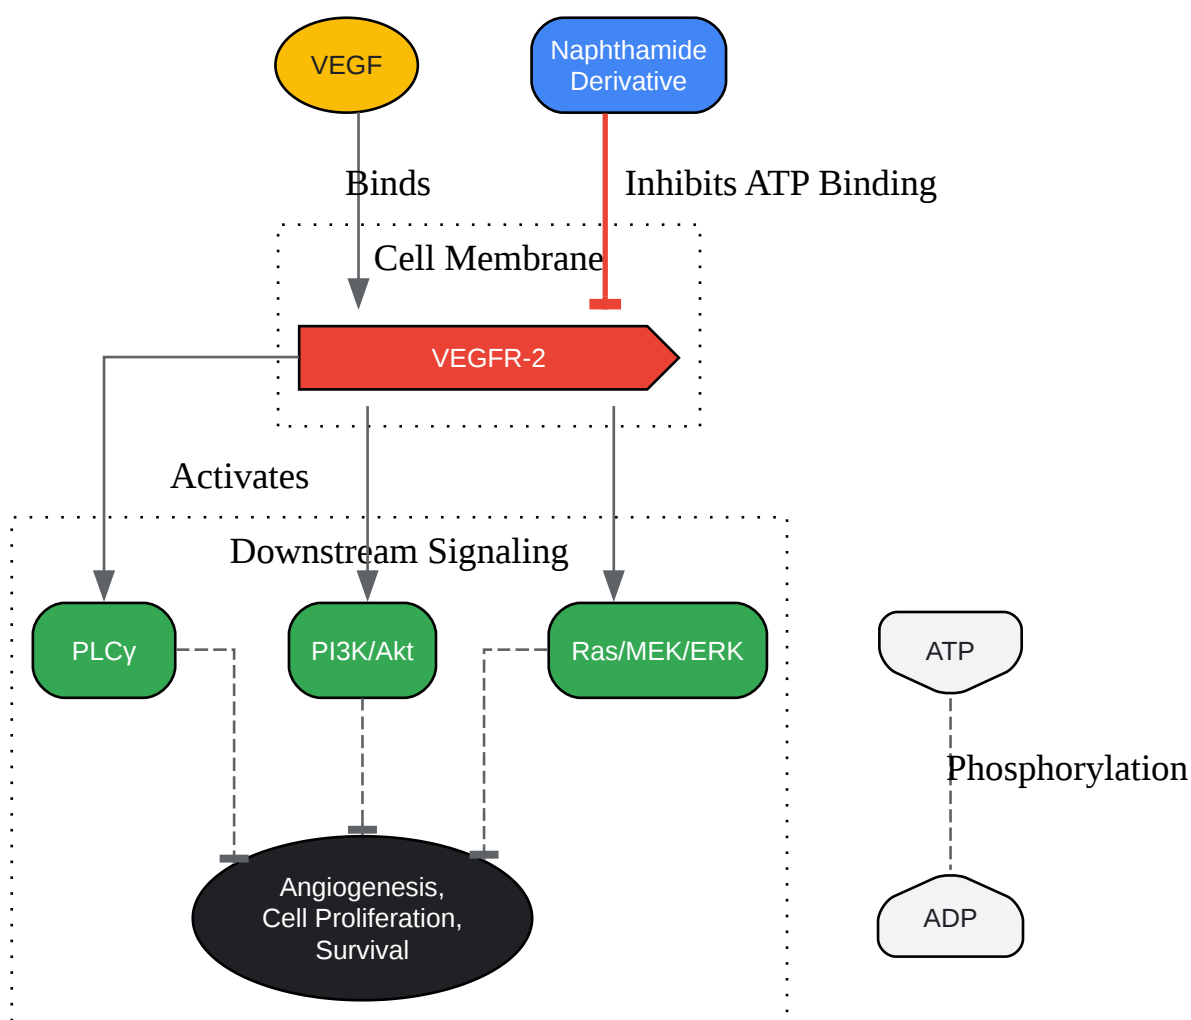 VEGF
Naphthamide
Derivative
Binds
Inhibits ATP Binding
Cell Membrane
VEGFR-2
Activates
Downstream Signaling
PLCγ
PI3K/Akt
Ras/MEK/ERK
ATP
Phosphorylation
Angiogenesis,
Cell Proliferation,
Survival
ADP